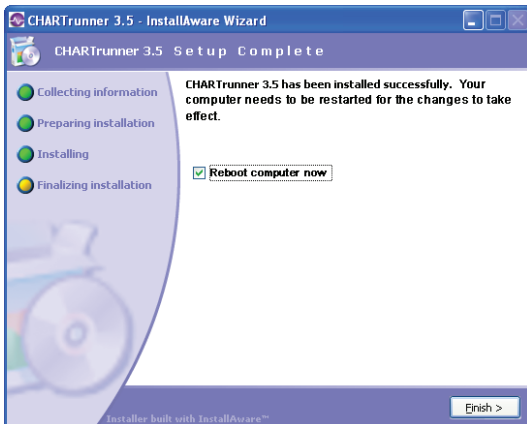 CHARTrunner 3.5 - InstallAware Wizard
CHARTrunner 3.5 Setup Complete
Collecting information
Preparing installation
Installing
Finalizing installation
CHARTrunner 3.5 has been installed successfully. Your
computer needs to be restarted for the changes to take
effect.
Reboot computer now
Installer built with InstallAware™
Finish >